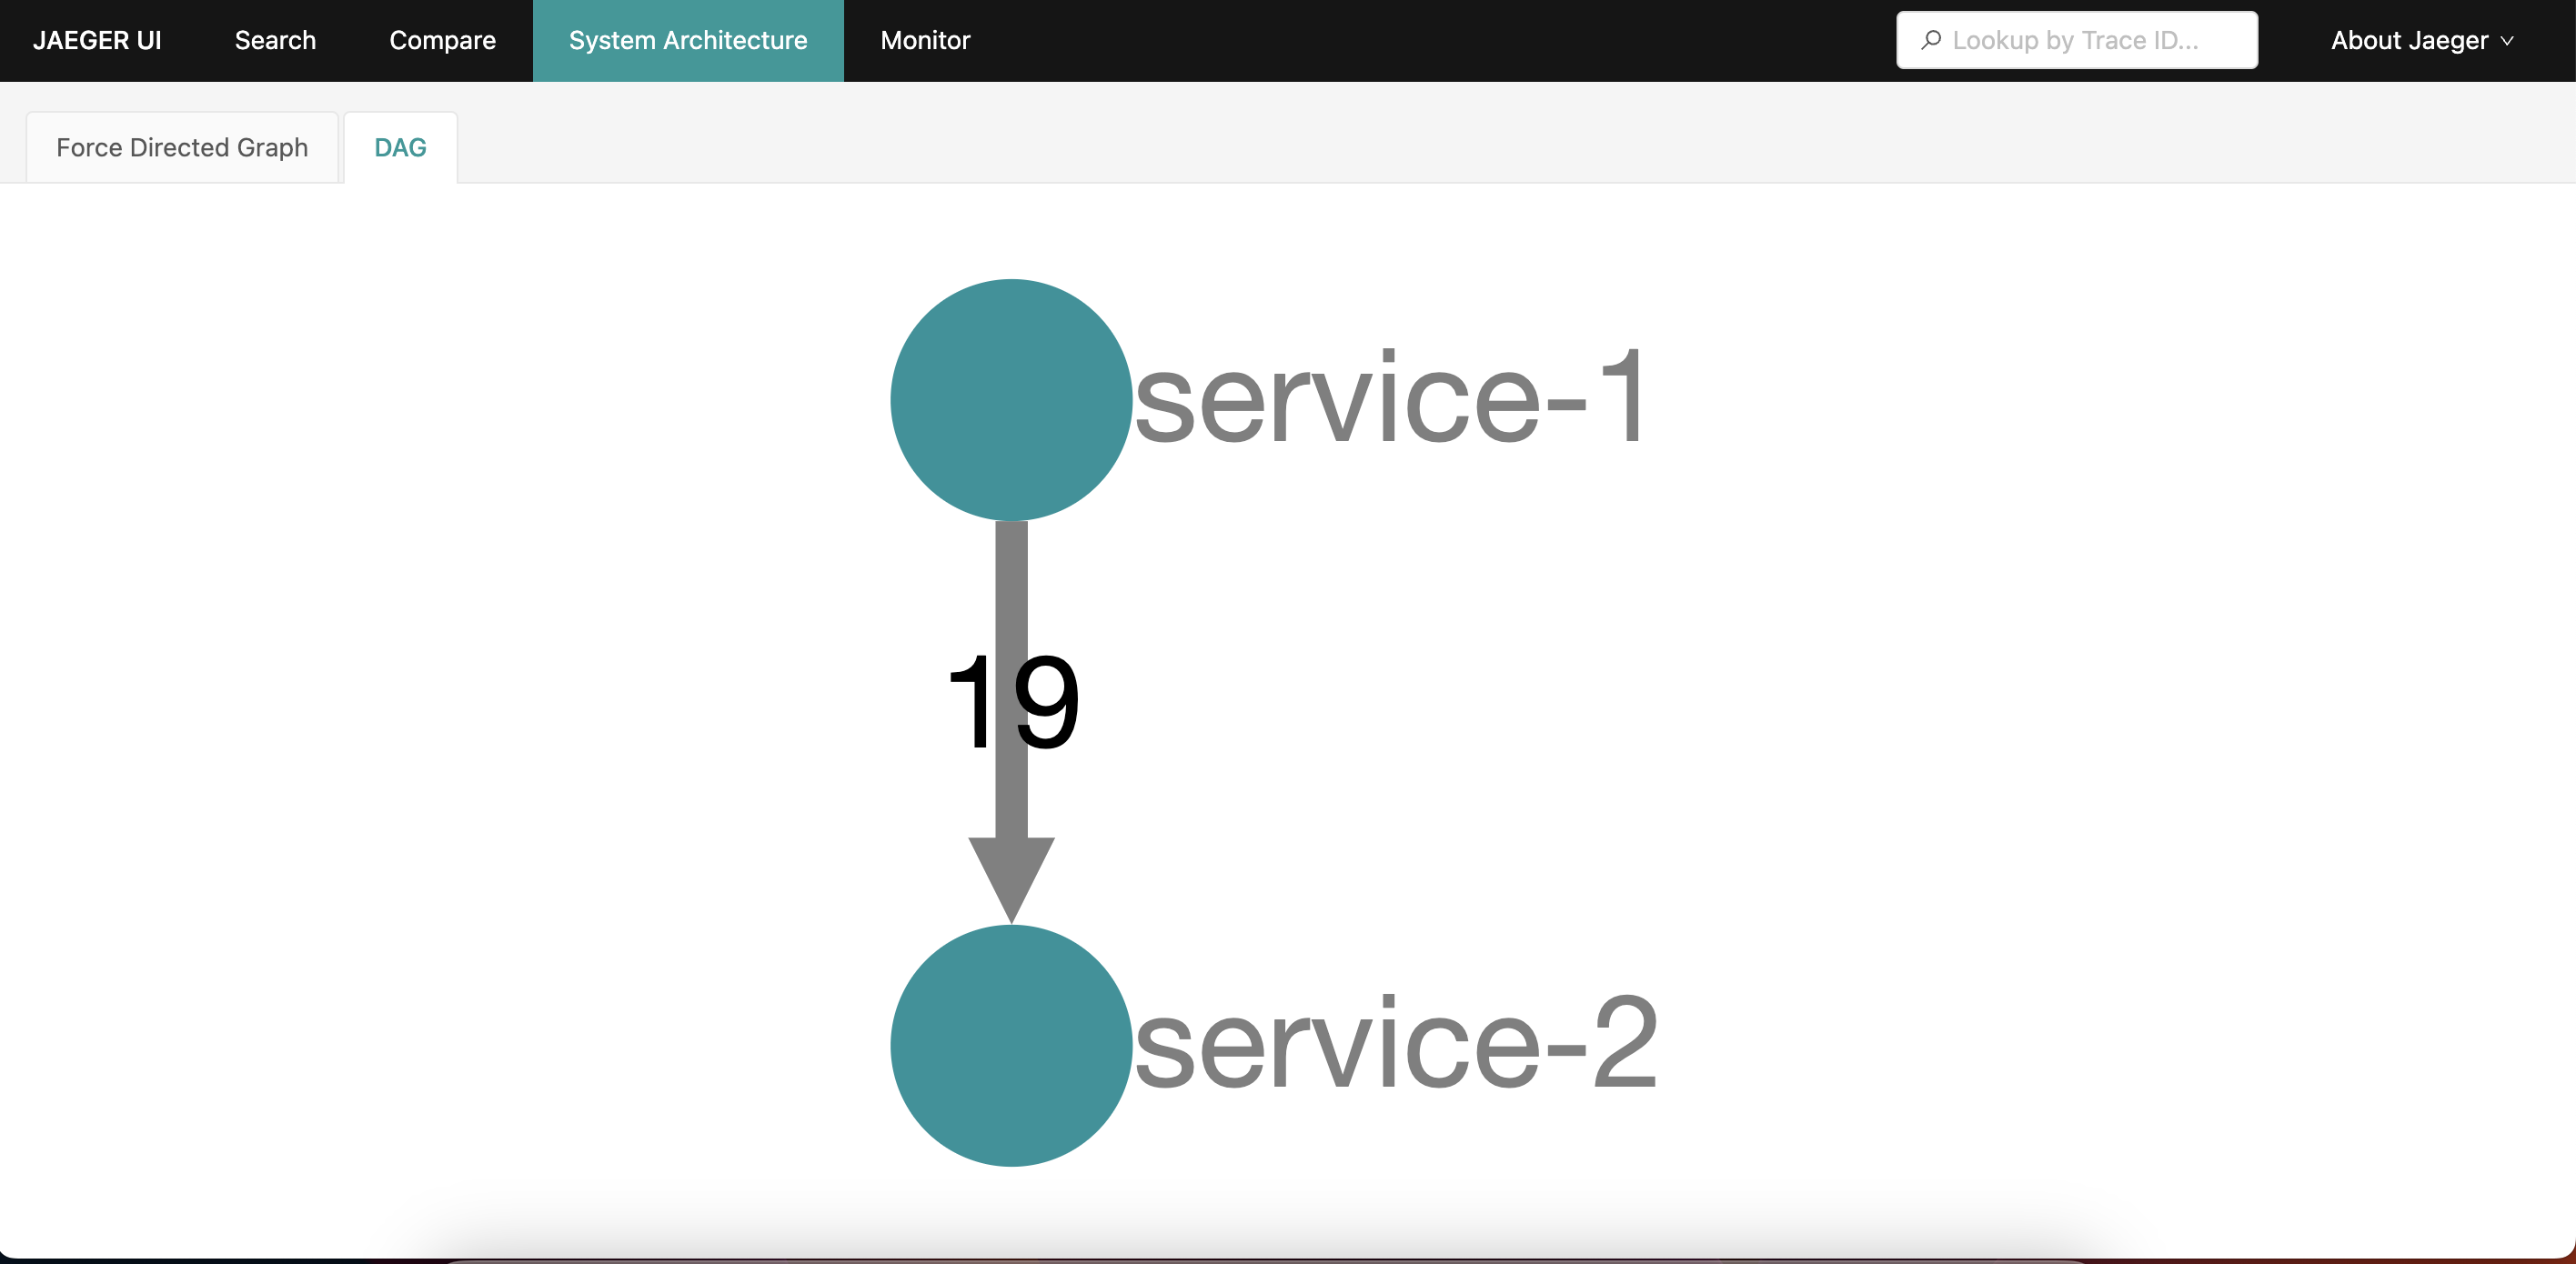 JAEGER UI Search Compare System Architecture Monitor Lookup by Trace ID... About Jaeger
Force Directed Graph DAG
service-1
19
service-2